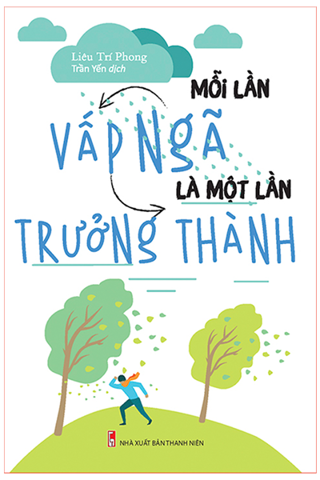 Liêu Trí Phong
Trần Yến dịch
MỖI LẦN
VẤP NGÃ
LÀ MỘT LẦN
TRƯỞNG THÀNH
NHÀ XUẤT BẢN THANH NIÊN